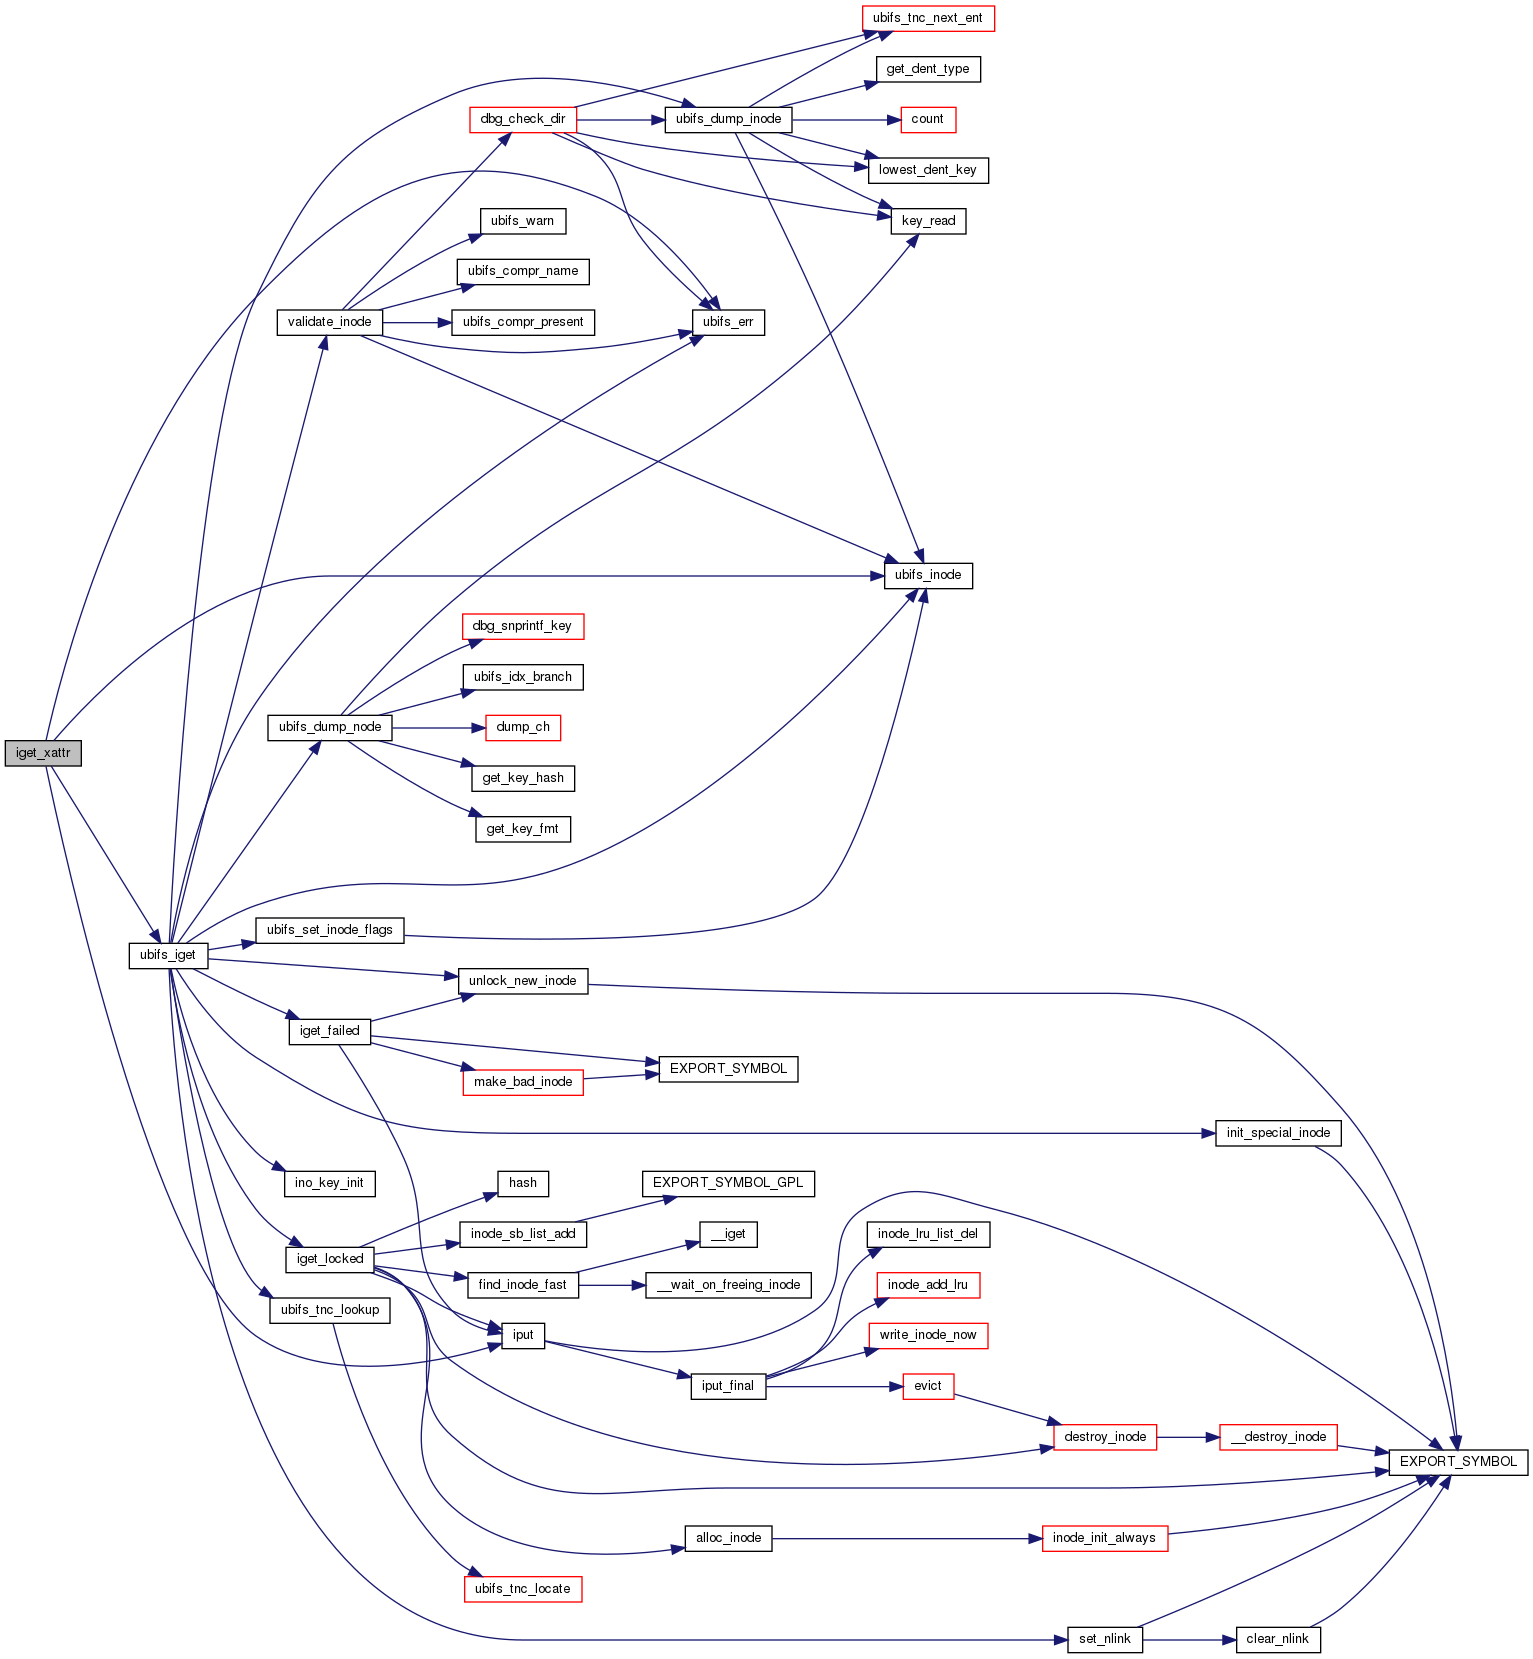 ubifs_tnc_next_ent
get_dent_type
dbg_check_dir
ubifs_dump_inode
count
lowest_dent_key
ubifs_warn
key_read
ubifs_compr_name
validate_inode
ubifs_compr_present
ubifs_err
ubifs_inode
dbg_snprintf_key
ubifs_idx_branch
ubifs_dump_node
dump_ch
iget_xattr
get_key_hash
get_key_fmt
ubifs_set_inode_flags
ubifs_iget
unlock_new_inode
iget_failed
EXPORT_SYMBOL
make_bad_inode
init_special_inode
ino_key_init
hash
EXPORT_SYMBOL_GPL
inode_sb_list_add
__iget
inode_lru_list_del
iget_locked
find_inode_fast
__wait_on_freeing_inode
inode_add_lru
ubifs_tnc_lookup
iput
write_inode_now
iput_final
evict
destroy_inode
__destroy_inode
EXPORT_SYMBOL
alloc_inode
inode_init_always
ubifs_tnc_locate
set_nlink
clear_nlink